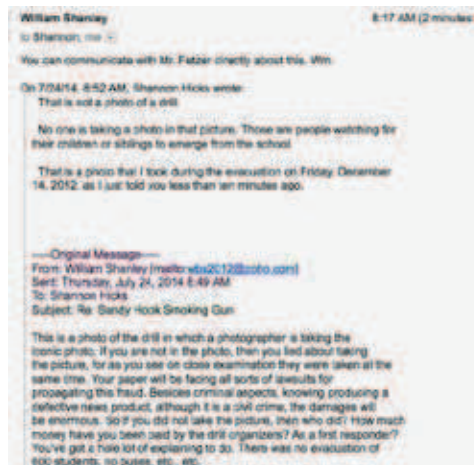 William Shanley
8:17 AM (2 minutes
to Shannon, me
You can communicate with Mr. Fetzer directly about this, Wm.
On 7/24/14, 8:52 AM, Shannon Hicks wrote:
That is not a photo of a drill.
No one is taking a photo in that picture. Those are people watching for
their children or siblings to emerge from the school.
That is a photo that I took during the evacuation on Friday, December
14, 2012, as I just told you less than ten minutes ago.
-----Original Message-----
From: William Shanley [mailto:wbs2012@zoho.com]
Sent: Thursday, July 24, 2014 8:49 AM
To: Shannon Hicks
Subject: Re: Sandy Hook Smoking Gun
This is a photo of the drill in which a photographer is taking the
iconic photo. If you are not in the photo, then you lied about taking
the picture, for as you see on close examination they were taken at the
same time. Your paper will be facing all sorts of lawsuits for
propagating this fraud. Besides criminal aspects, knowing producing a
defective news product, although it is a civil crime, the damages will
be enormous. So if you did not take the picture, then who did? How much
money have you been paid by the drill organizers? As a first responder?
You've got a hole lot of explaining to do. There was no evacuation of
600 students, no buses, etc., etc.